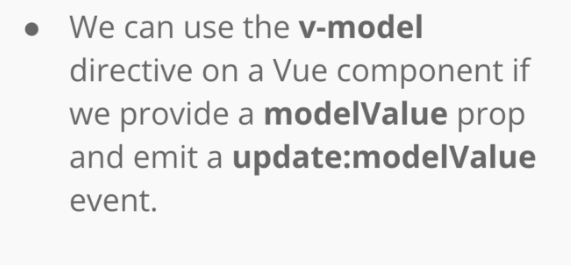 ● We can use the v-model
directive on a Vue component if
we provide a modelValue prop
and emit a update:modelValue
event.